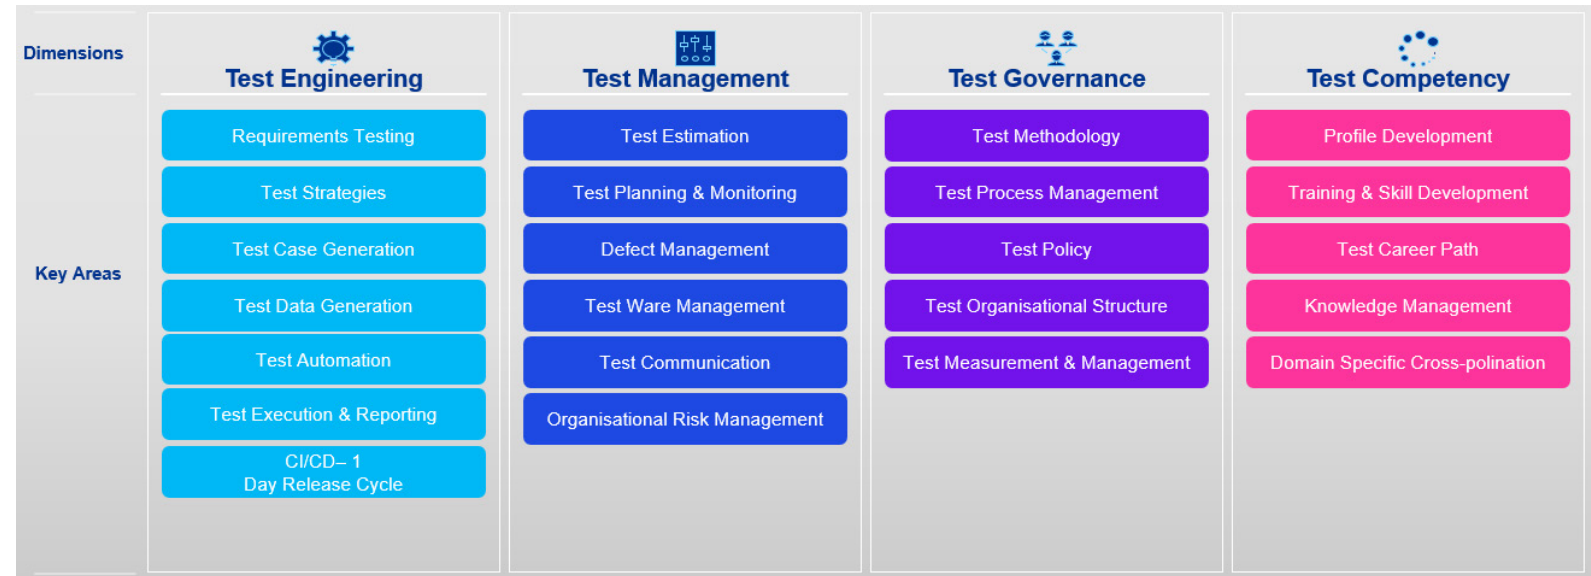 Dimensions
Test Engineering
Test Management
Test Governance
Test Competency
Key Areas
Requirements Testing
Test Strategies
Test Case Generation
Test Data Generation
Test Automation
Test Execution & Reporting
CI/CD– 1
Day Release Cycle
Test Estimation
Test Planning & Monitoring
Defect Management
Test Ware Management
Test Communication
Organisational Risk Management
Test Methodology
Test Process Management
Test Policy
Test Organisational Structure
Test Measurement & Management
Profile Development
Training & Skill Development
Test Career Path
Knowledge Management
Domain Specific Cross-polination